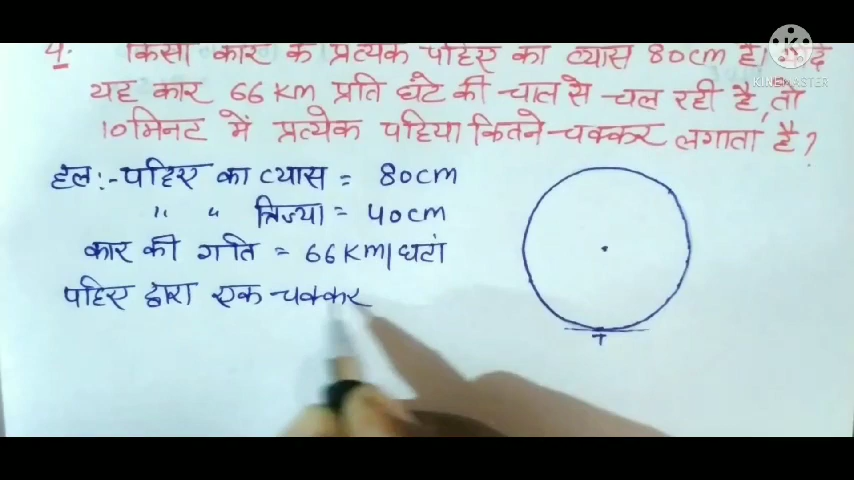 4. किसी कार के प्रत्येक पहिए का व्यास 80cm है। यदि
यह कार 66 Km प्रति घंटे की चाल से चल रही है, तो
10 मिनट में प्रत्येक पहिया कितने चक्कर लगाता है?
हल:- पहिए का व्यास = 80cm
" " त्रिज्या = 40cm
कार की गति = 66 Km/घटां
पहिए द्वारा एक चक्कर
T
KINEMASTER